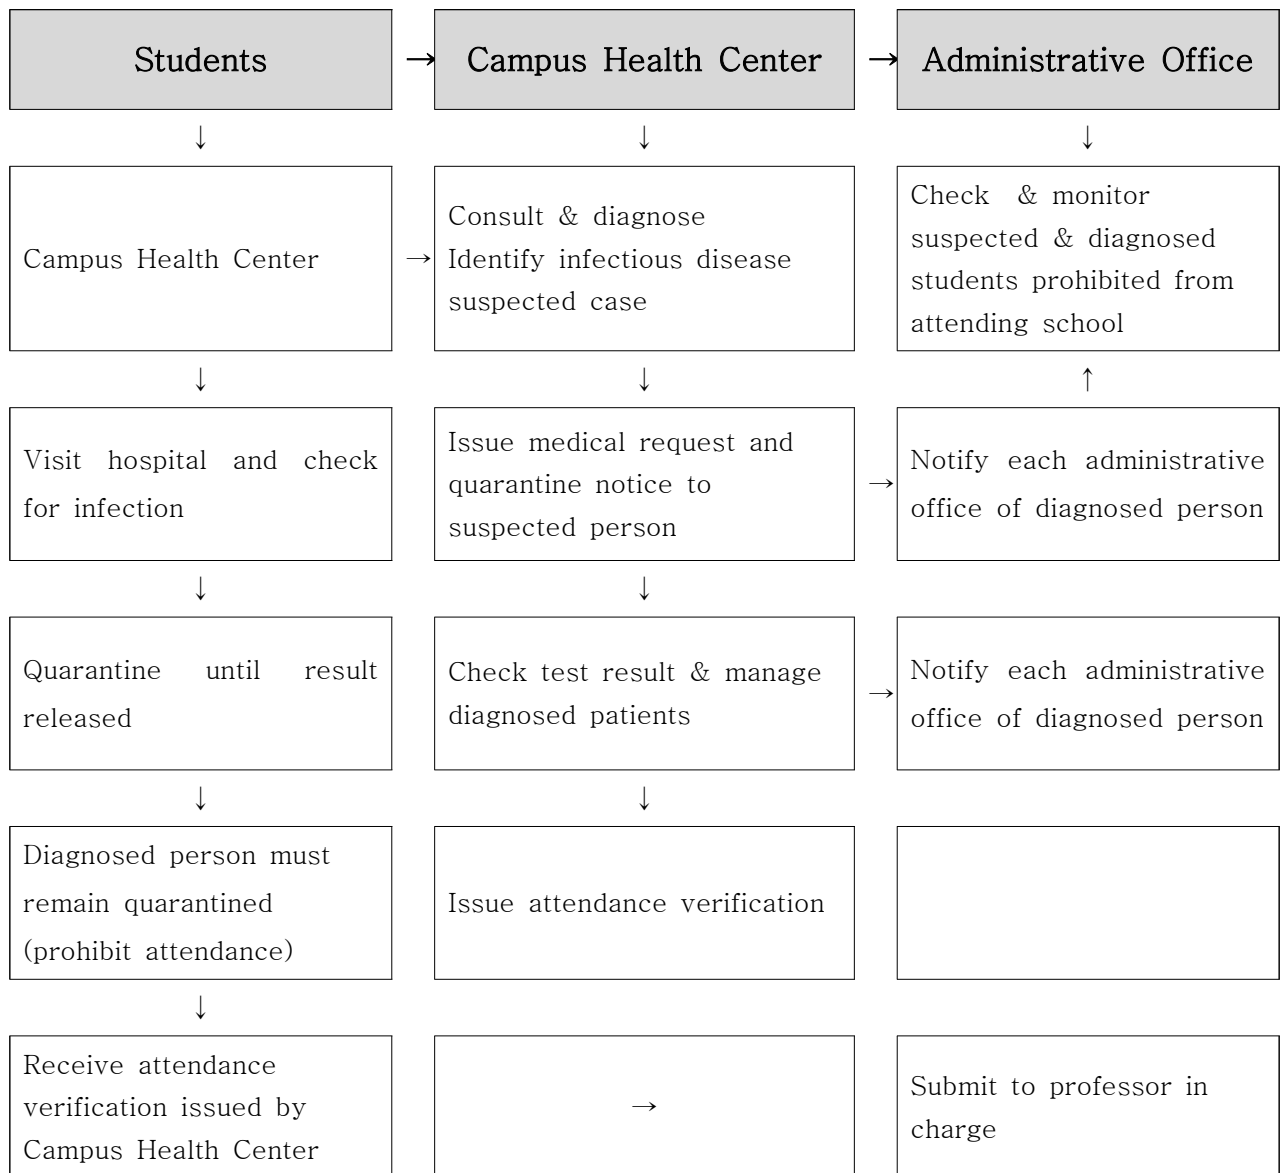 Students
→
Campus Health Center
→
Administrative Office
↓
↓
↓
Campus Health Center
→
Consult & diagnose
Identify infectious disease
suspected case
Check & monitor
suspected & diagnosed
students prohibited from
attending school
↓
↓
↑
Visit hospital and check
for infection
Issue medical request and
quarantine notice to
suspected person
→
Notify each administrative
office of diagnosed person
↓
↓
Quarantine until result
released
Check test result & manage
diagnosed patients
→
Notify each administrative
office of diagnosed person
↓
↓
Diagnosed person must
remain quarantined
(prohibit attendance)
Issue attendance verification
↓
Receive attendance
verification issued by
Campus Health Center
→
Submit to professor in
charge